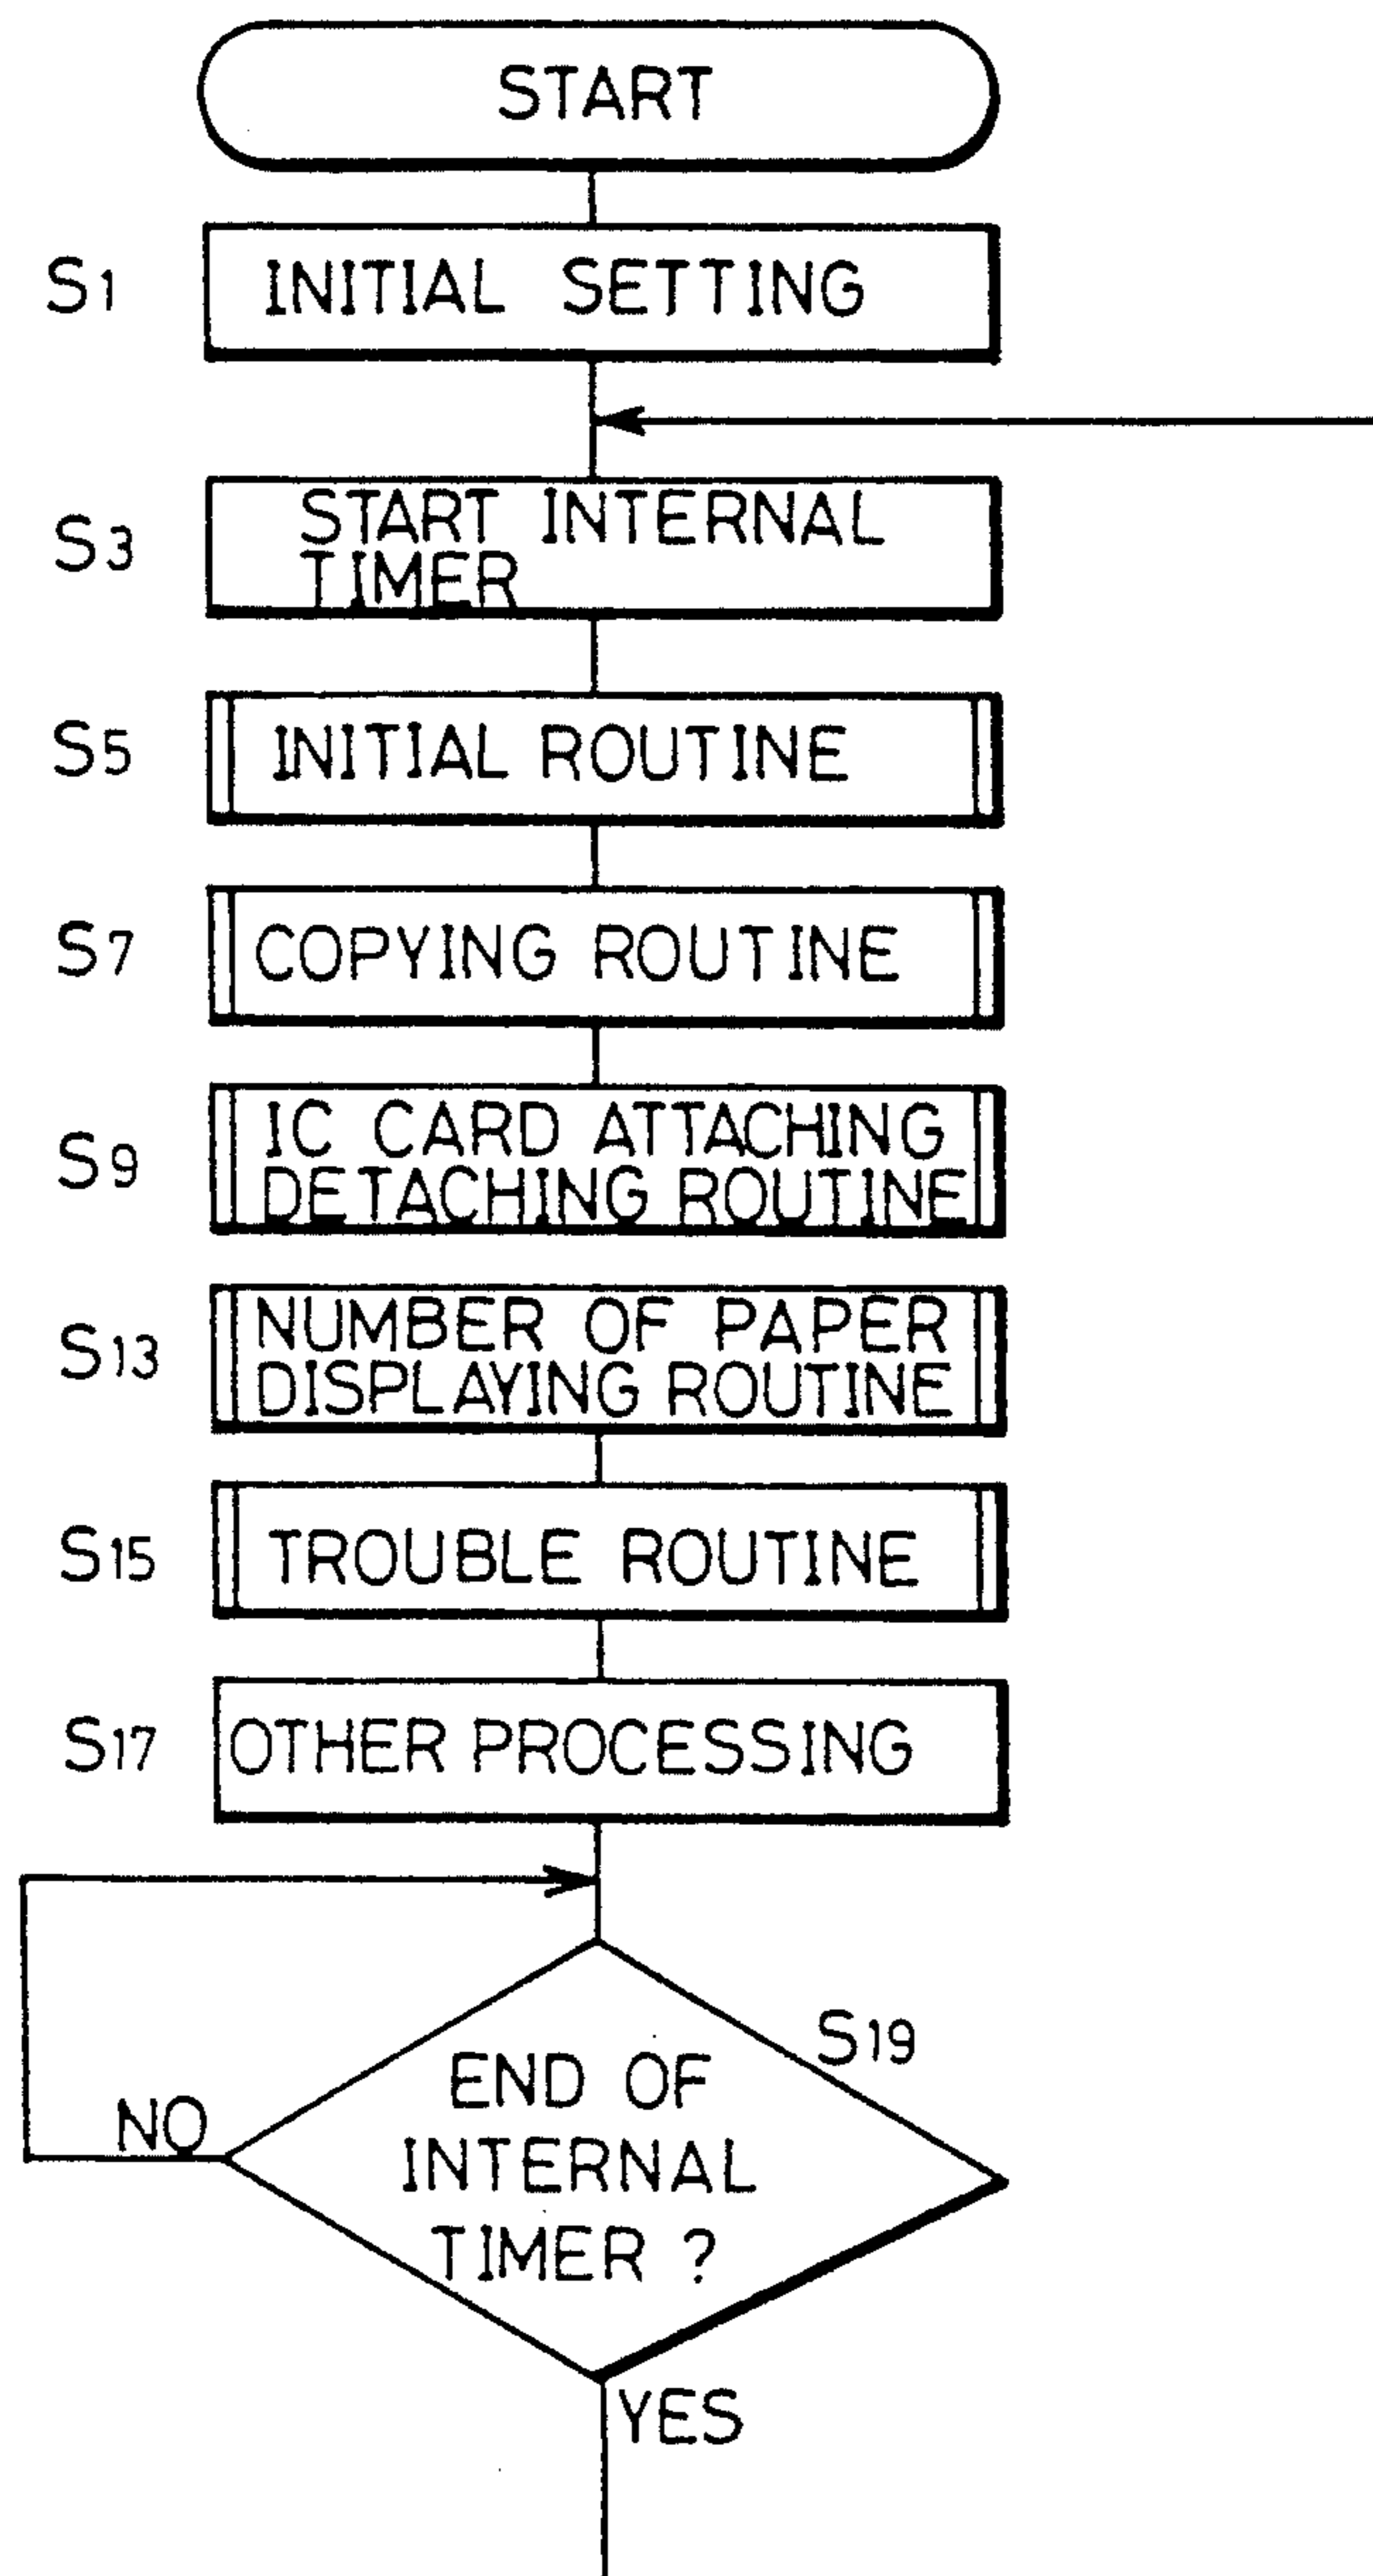 START
S1 INITIAL SETTING
S3 START INTERNAL
TIMER
S5 INITIAL ROUTINE
S7 COPYING ROUTINE
S9 IC CARD ATTACHING
DETACHING ROUTINE
S13 NUMBER OF PAPER
DISPLAYING ROUTINE
S15 TROUBLE ROUTINE
S17 OTHER PROCESSING
S19
END OF
NO
INTERNAL
TIMER ?
YES